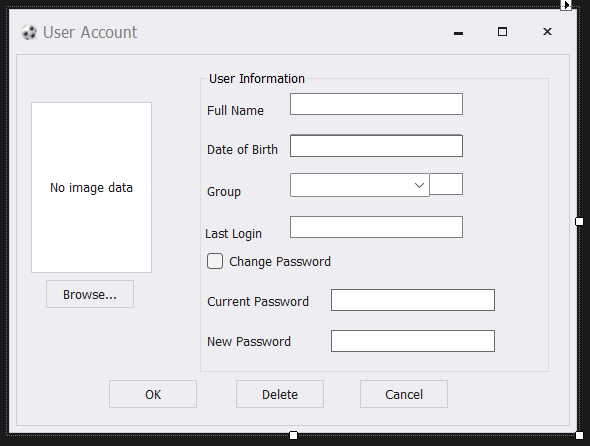 User Account
User Information
Full Name
Date of Birth
No image data
Group
Last Login
Change Password
Browse...
Current Password
New Password
OK
Delete
Cancel